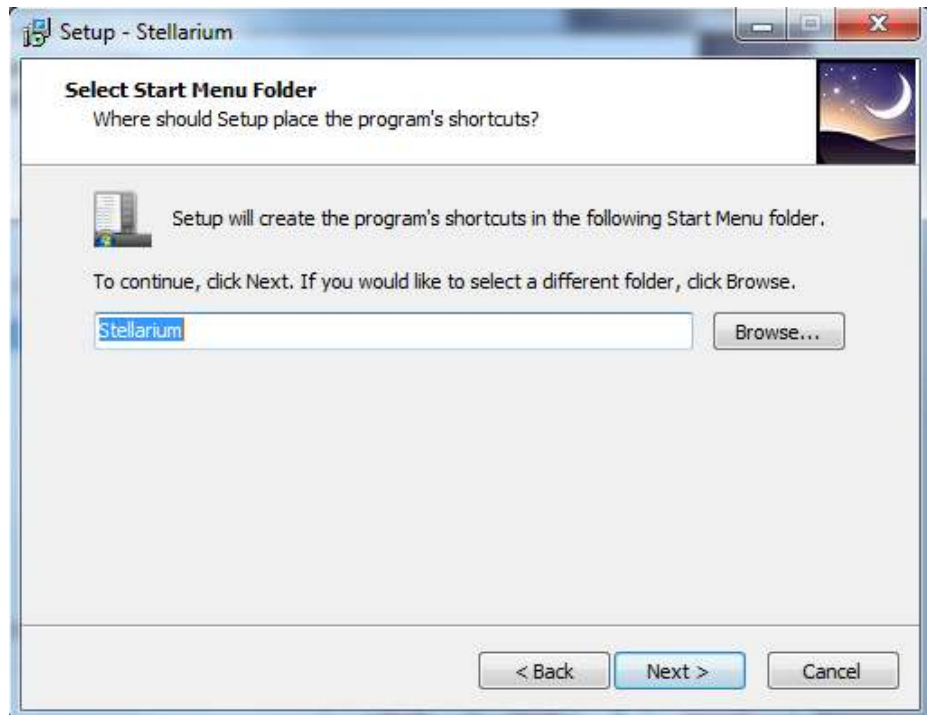 Setup - Stellarium
Select Start Menu Folder
Where should Setup place the program's shortcuts?
Setup will create the program's shortcuts in the following Start Menu folder.
To continue, click Next. If you would like to select a different folder, click Browse.
Stellarium
Browse...
< Back
Next >
Cancel